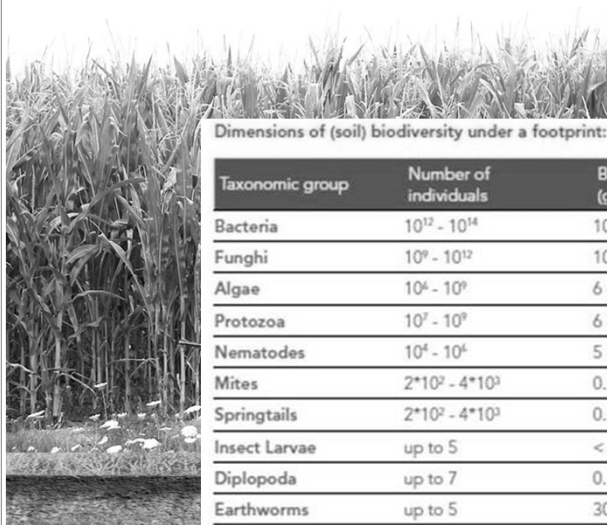 Dimensions of (soil) biodiversity under a footprint:
Taxonomic group Number of individuals B (g
Bacteria 10¹² - 10¹⁴ 10
Funghi 10⁹ - 10¹² 10
Algae 10⁶ - 10⁹ 6
Protozoa 10⁷ - 10⁹ 6
Nematodes 10⁴ - 10⁶ 5
Mites 2*10² - 4*10³ 0.
Springtails 2*10² - 4*10³ 0.
Insect Larvae up to 5 <
Diplopoda up to 7 0.
Earthworms up to 5 30